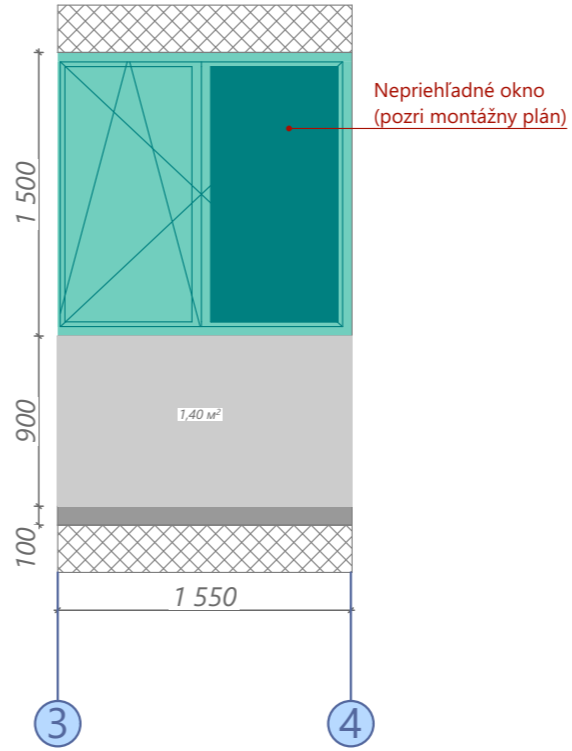 Nepriehľadné okno
(pozri montážny plán)
1 500
900
1,40 м²
100
1 550
3
4